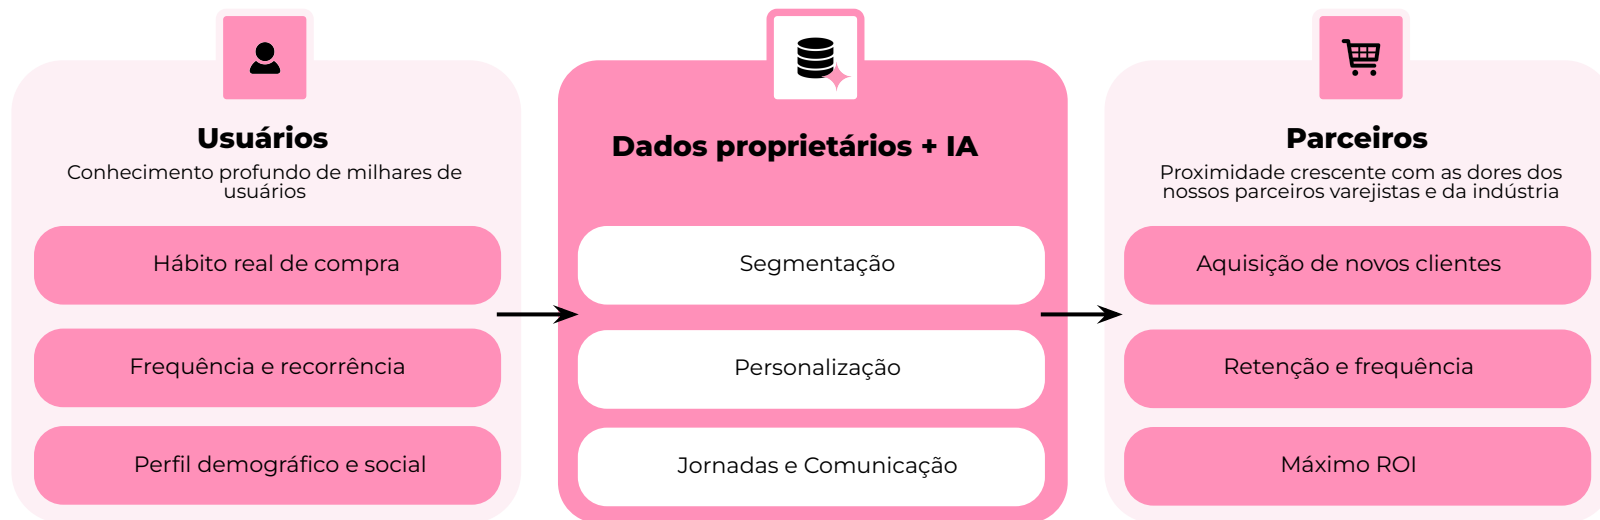 Usuários
Conhecimento profundo de milhares de
usuários
Hábito real de compra
Frequência e recorrência
Perfil demográfico e social
Dados proprietários + IA
Segmentação
Personalização
Jornadas e Comunicação
Parceiros
Proximidade crescente com as dores dos
nossos parceiros varejistas e da indústria
Aquisição de novos clientes
Retenção e frequência
Máximo ROI